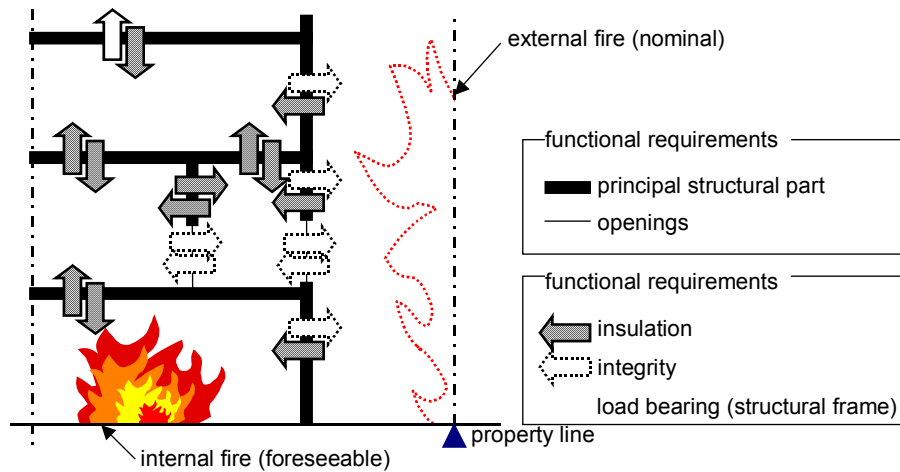 external fire (nominal)
functional requirements
principal structural part
openings
functional requirements
insulation
integrity
load bearing (structural frame)
property line
internal fire (foreseeable)